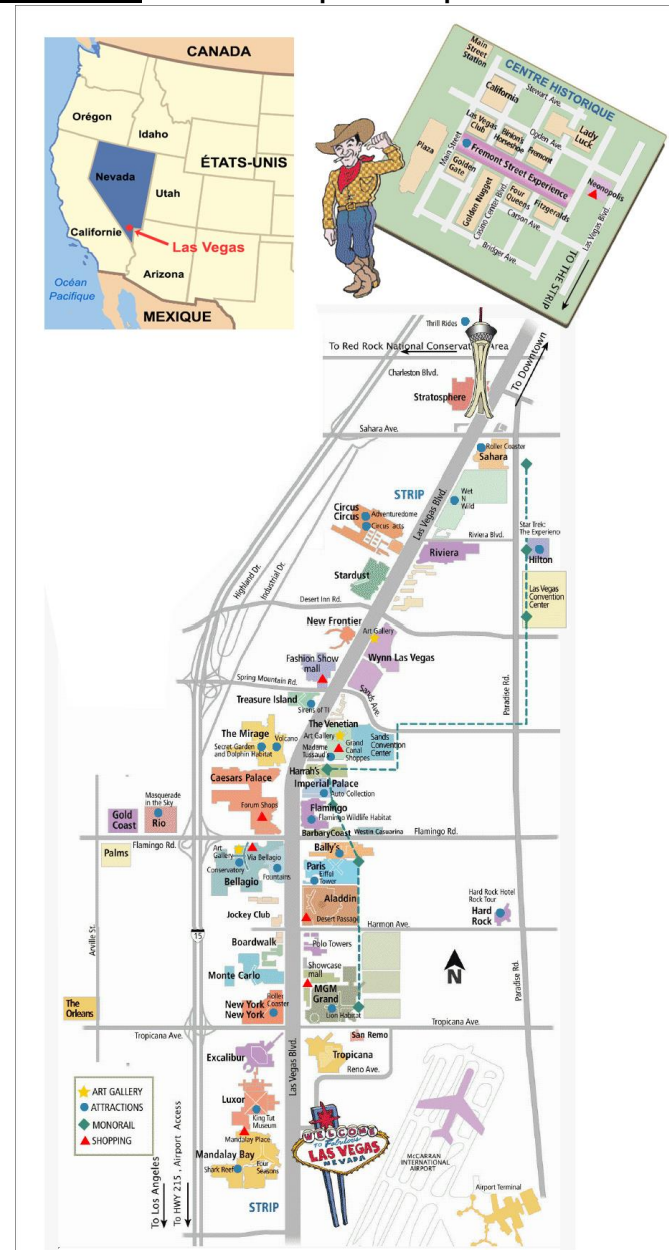 CANADA
Orégon
Idaho
ÉTATS-UNIS
Nevada
Utah
Californie
Las Vegas
Océan
Pacifique
Arizona
MEXIQUE
Main
Street
Station
CENTRE HISTORIQUE
California
Stewart Ave.
Las Vegas
Club
Binion's
Horseshoe
Ogden Ave.
Lady
Luck
Fremont
Plaza
Main Street
Golden
Gate
Fremont Street Experience
Neonopolis
Golden Nugget
Casino Center Blvd.
Four
Queens
Fitzgeralds
Carson Ave.
Las Vegas Blvd.
Bridger Ave.
TO THE STRIP
Thrill Rides
To Red Rock National Conservat Area
To Downtown
Charleston Blvd.
Stratosphere
Sahara Ave.
Roller Coaster
Sahara
STRIP
Wet
N
Wild
Las Vegas Blvd.
Circus
Circus
Adventuredome
Circus acts
Star Trek:
The Experienc
Riviera Blvd.
Riviera
Hilton
Stardust
Highland Dr.
Industrial Dr.
Las Vegas
Convention
Center
Desert Inn Rd.
New Frontier
Art Gallery
Wynn Las Vegas
Fashion Show
mall
Spring Mountain Rd.
Sands Ave.
Paradise Rd.
Treasure Island
Sirens of TI
The Venetian
The Mirage
Volcano
Secret Garden
and Dolphin Habitat
Art Gallery
Madame
Tussaud
Grand
Canal
Shoppes
Sands
Convention
Center
Harrah's
Caesars Palace
Imperial Palace
Auto Collection
Masquerade
in the Sky
Gold
Coast
Rio
Forum Shops
Flamingo
Flamingo Wildlife Habitat
Barbary Coast
Westin Casuarina
Flamingo Rd.
Palms
Flamingo Rd.
Art
Gallery
Via Bellagio
Conservatory
Fountains
Bellagio
Bally's
Paris
Eiffel
Tower
Aladdin
Desert Passage
Jockey Club
Hard Rock Hotel
Rock Tour
Hard
Rock
Harmon Ave.
Arville St.
15
Boardwalk
Polo Towers
N
Paradise Rd.
Monte Carlo
Showcase
mall
MGM
Grand
Lion Habitat
New York
New York
Roller
Coaster
The
Orleans
Tropicana Ave.
Tropicana Ave.
San Remo
Excalibur
Las Vegas Blvd.
Tropicana
Reno Ave.
Luxor
King Tut
Museum
Mandalay Place
Mandalay Bay
Shark Reef
Four
Seasons
STRIP
ART GALLERY
ATTRACTIONS
MONORAIL
SHOPPING
To Los Angeles
To HWY 215 , Airport Access
WELCOME
TO Fabulous
LAS VEGAS
NEVADA
McCARRAN
INTERNATIONAL
AIRPORT
Airport Terminal